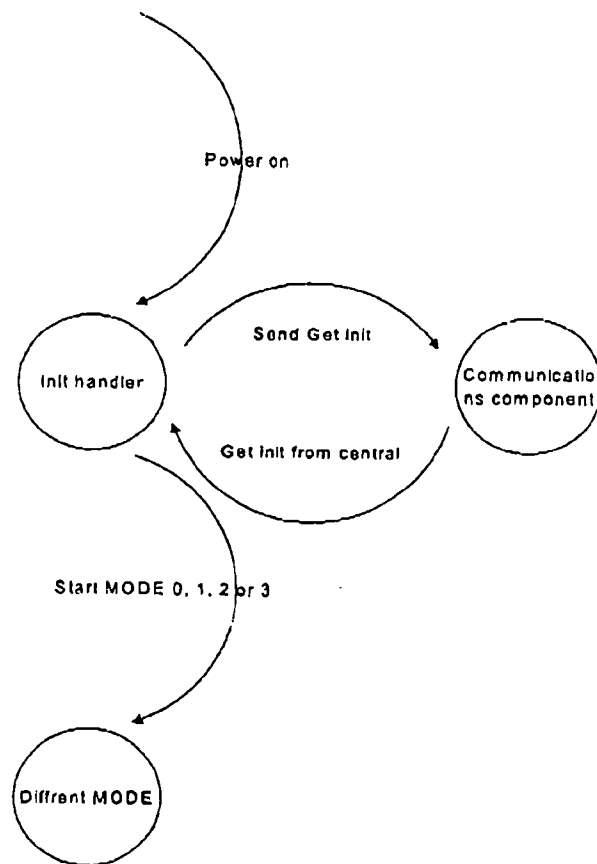 Power on
Send Get Init
Init handler
Communicatio
ns component
Get Init from central
Start MODE 0, 1, 2 or 3
Diffrent MODE